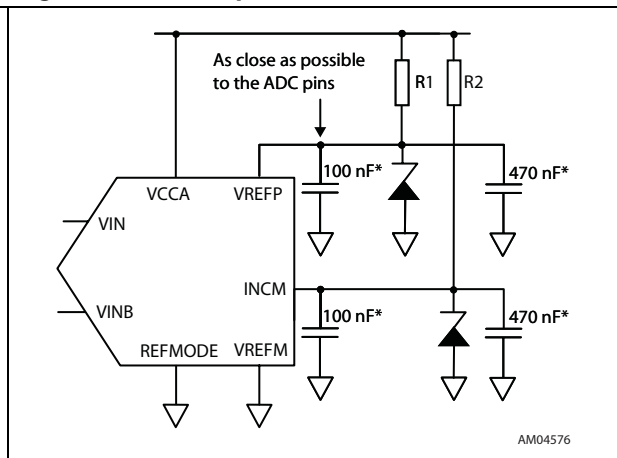 As close as possible
to the ADC pins
R1
R2
100 nF*
470 nF*
VCCA
VREFP
VIN
INCM
VINB
100 nF*
470 nF*
REFMODE
VREFM
AM04576